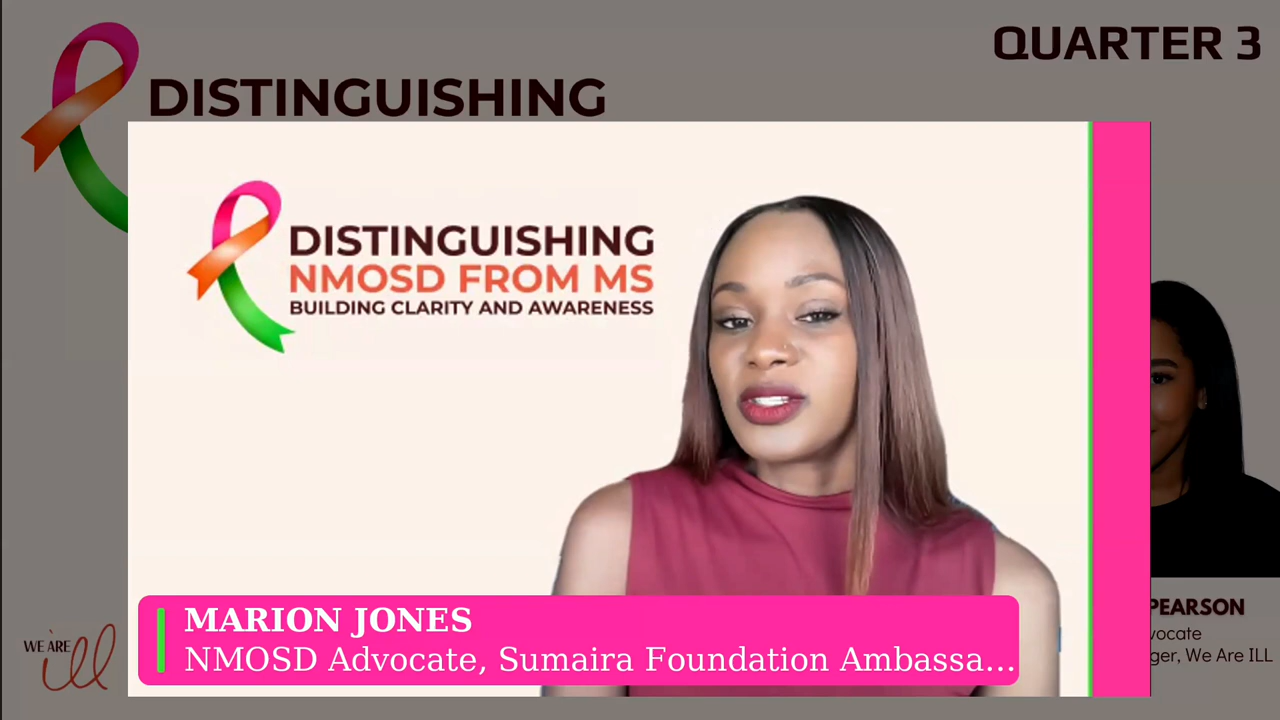 QUARTER 3
DISTINGUISHING
DISTINGUISHING
NMOSD FROM MS
BUILDING CLARITY AND AWARENESS
MARION JONES
NMOSD Advocate, Sumaira Foundation Ambassa...
WE ARE
ill
PEARSON
vocate
ger, We Are ILL